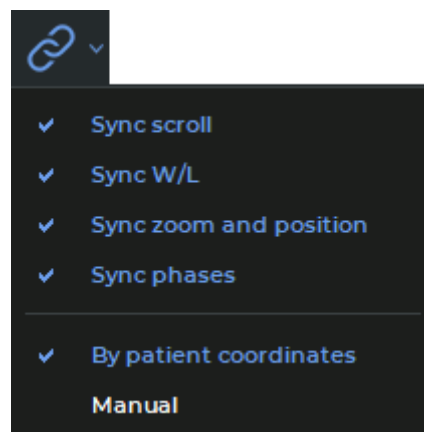 Sync scroll
Sync W/L
Sync zoom and position
Sync phases
By patient coordinates
Manual